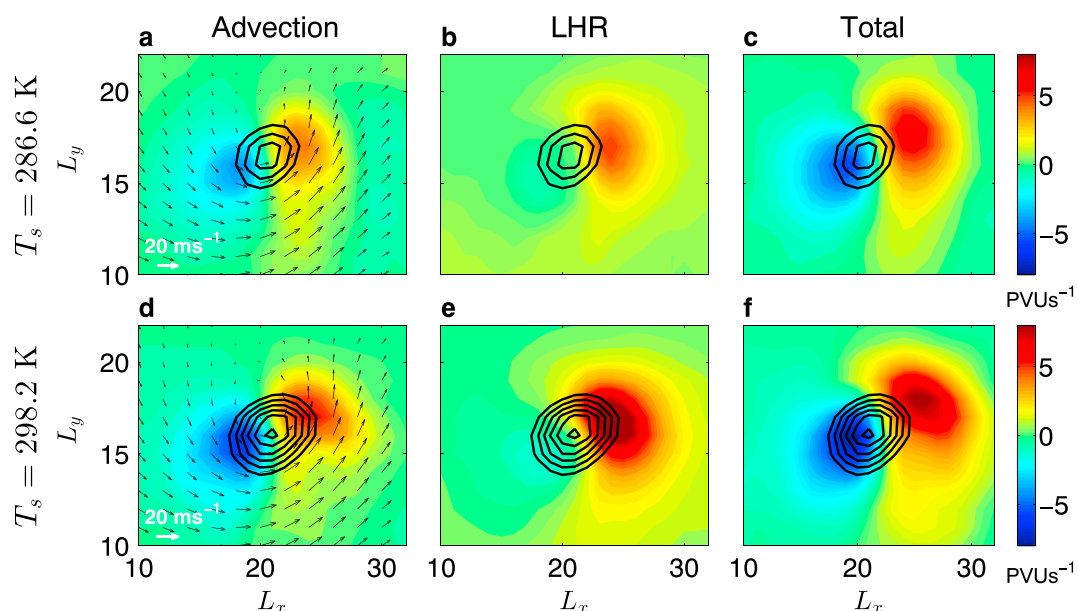 Advection LHR Total
a b c
T_s = 286.6 K
L_y
20
15
10
20 ms⁻¹
5
0
−5
PVUs⁻¹
d e f
T_s = 298.2 K
L_y
20
15
10
20 ms⁻¹
5
0
−5
10 20 30 10 20 30 10 20 30
PVUs⁻¹
L_x L_x L_x